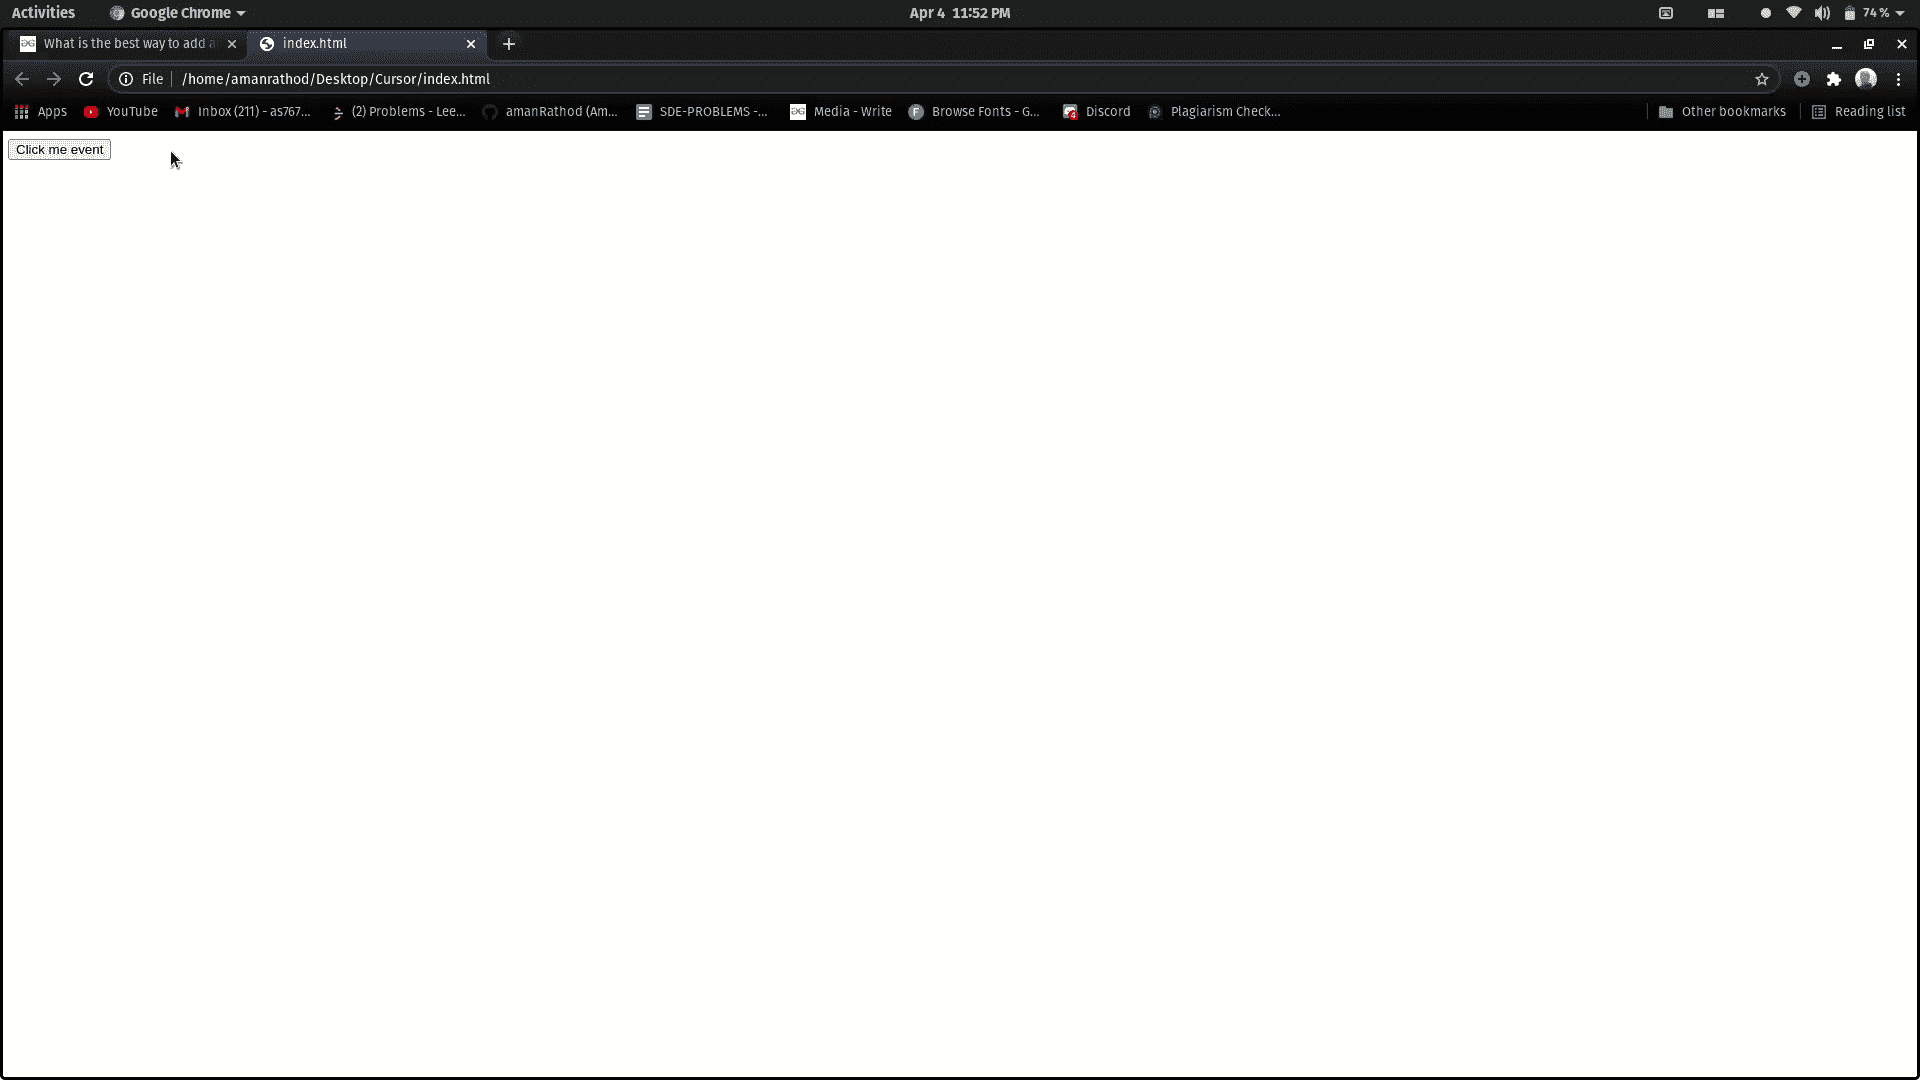 Activities Google Chrome Apr 4 11:52 PM 74 %
What is the best way to add a index.html
File /home/amanrathod/Desktop/Cursor/index.html
Apps YouTube Inbox (211) - as767... (2) Problems - Lee... amanRathod (Am... SDE-PROBLEMS -... Media - Write Browse Fonts - G... Discord Plagiarism Check... Other bookmarks Reading list
Click me event